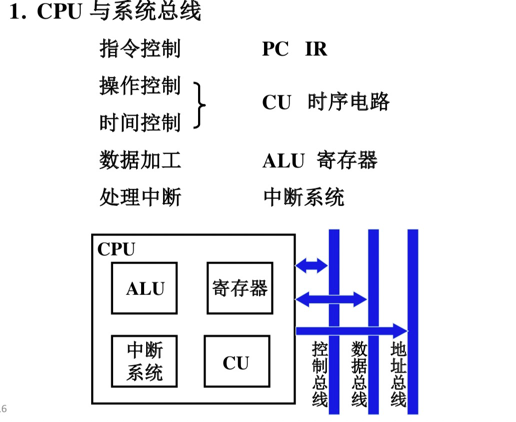 1. CPU 与系统总线
指令控制 PC IR
操作控制
时间控制
CU 时序电路
数据加工 ALU 寄存器
处理中断 中断系统
CPU
ALU
寄存器
中断
系统
CU
控制总线
数据总线
地址总线